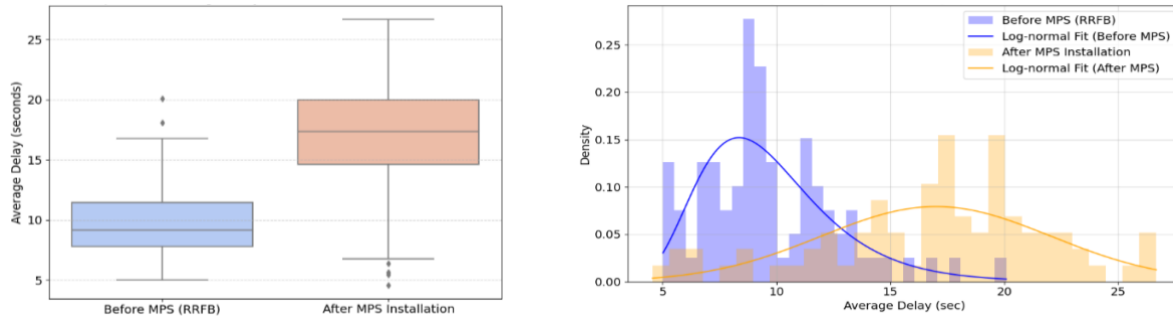 Average Delay (seconds)
25
20
15
10
5
Before MPS (RRFB)
After MPS Installation
Density
0.25
0.20
0.15
0.10
0.05
0.00
Before MPS (RRFB)
Log-normal Fit (Before MPS)
After MPS Installation
Log-normal Fit (After MPS)
5
10
15
20
25
Average Delay (sec)